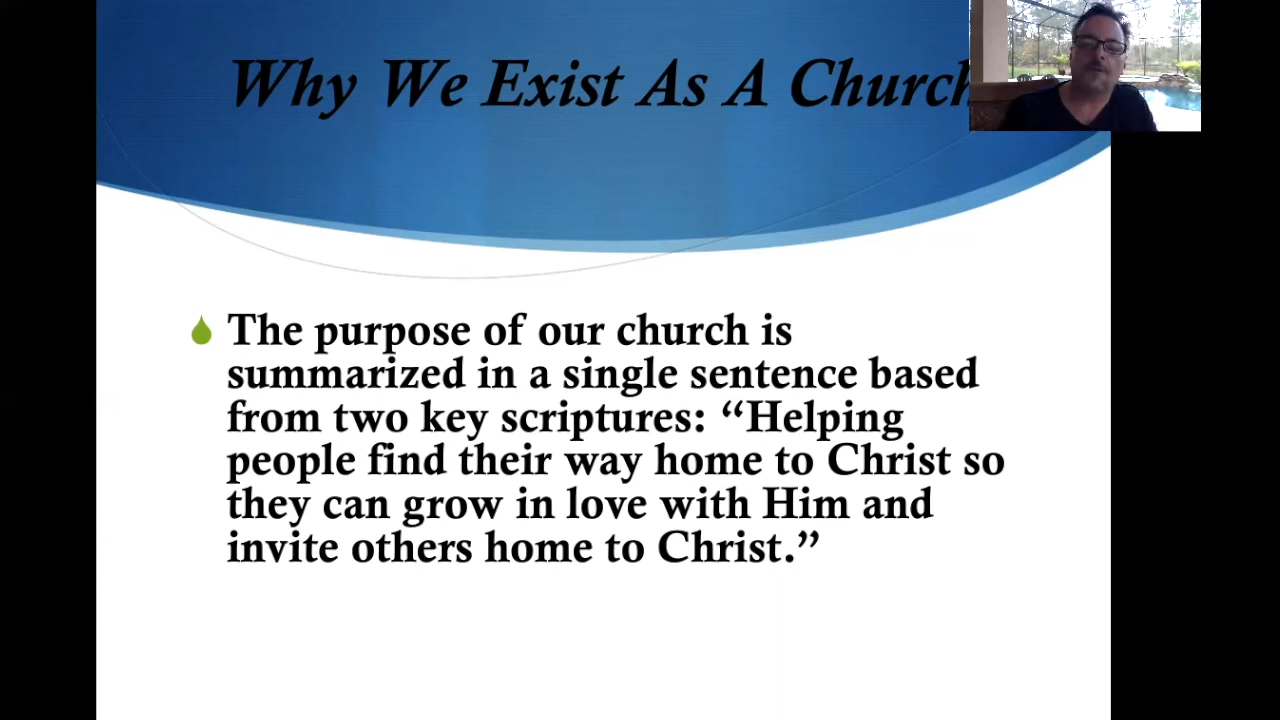 Why We Exist As A Church
The purpose of our church is
summarized in a single sentence based
from two key scriptures: “Helping
people find their way home to Christ so
they can grow in love with Him and
invite others home to Christ.”